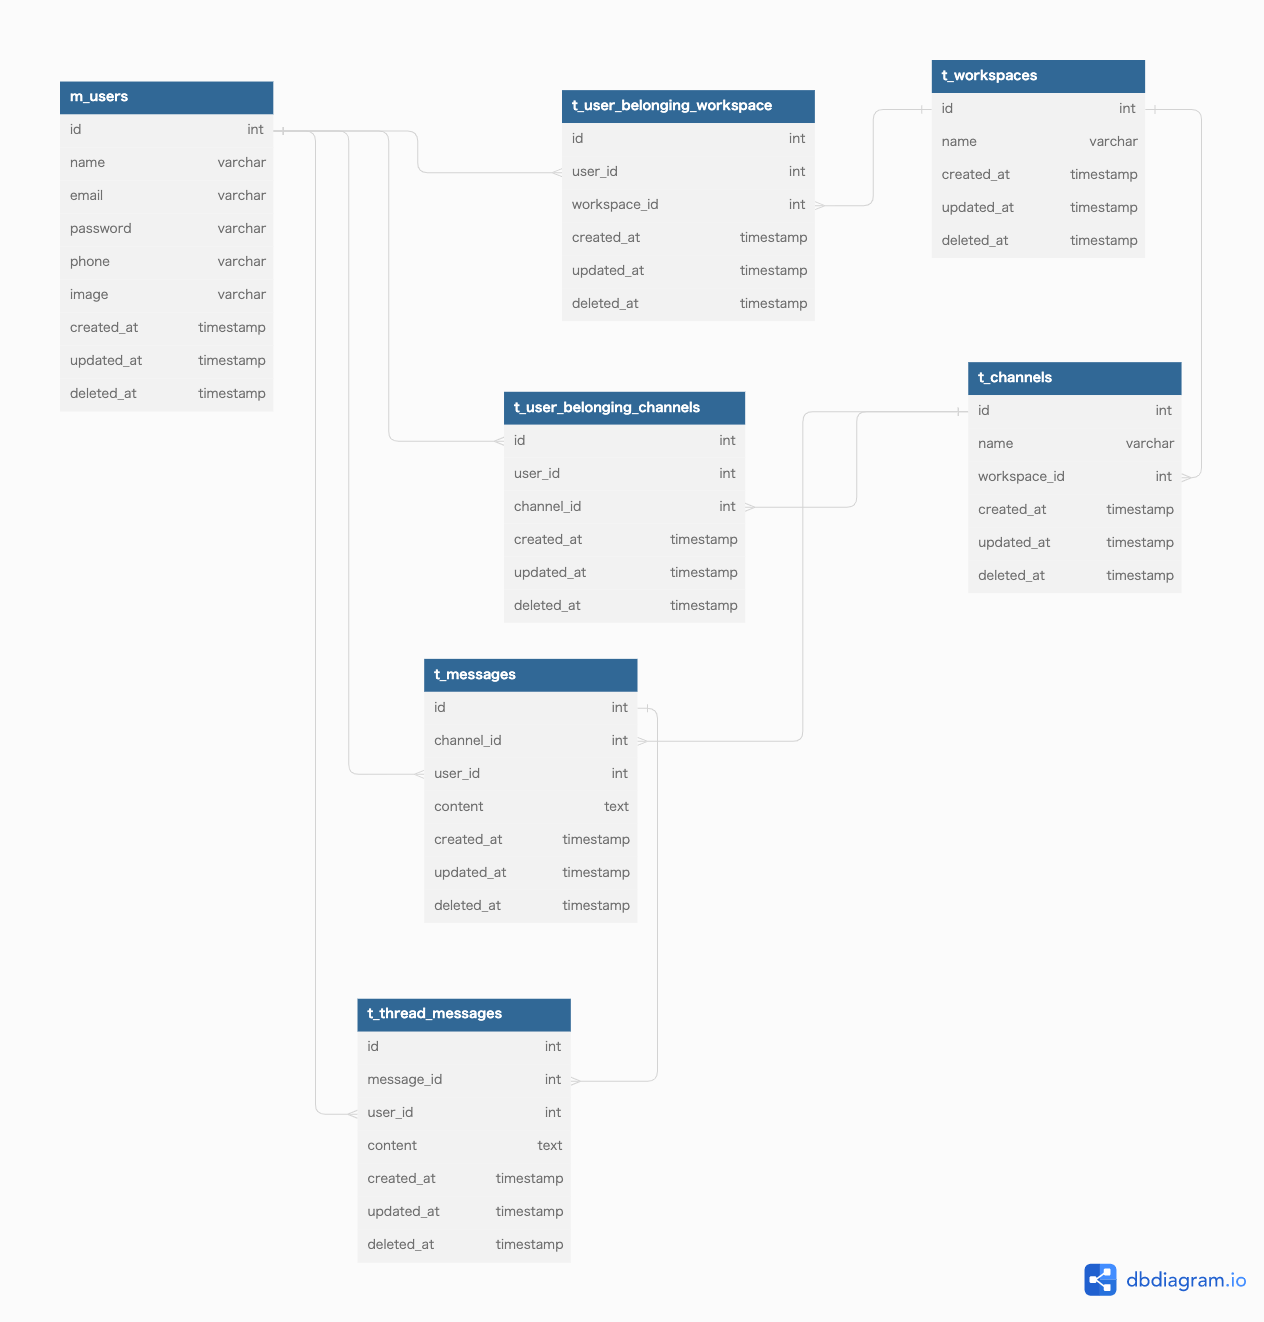 m_users
id int
name varchar
email varchar
password varchar
phone varchar
image varchar
created_at timestamp
updated_at timestamp
deleted_at timestamp
t_user_belonging_workspace
id int
user_id int
workspace_id int
created_at timestamp
updated_at timestamp
deleted_at timestamp
t_workspaces
id int
name varchar
created_at timestamp
updated_at timestamp
deleted_at timestamp
t_user_belonging_channels
id int
user_id int
channel_id int
created_at timestamp
updated_at timestamp
deleted_at timestamp
t_channels
id int
name varchar
workspace_id int
created_at timestamp
updated_at timestamp
deleted_at timestamp
t_messages
id int
channel_id int
user_id int
content text
created_at timestamp
updated_at timestamp
deleted_at timestamp
t_thread_messages
id int
message_id int
user_id int
content text
created_at timestamp
updated_at timestamp
deleted_at timestamp
dbdiagram.io